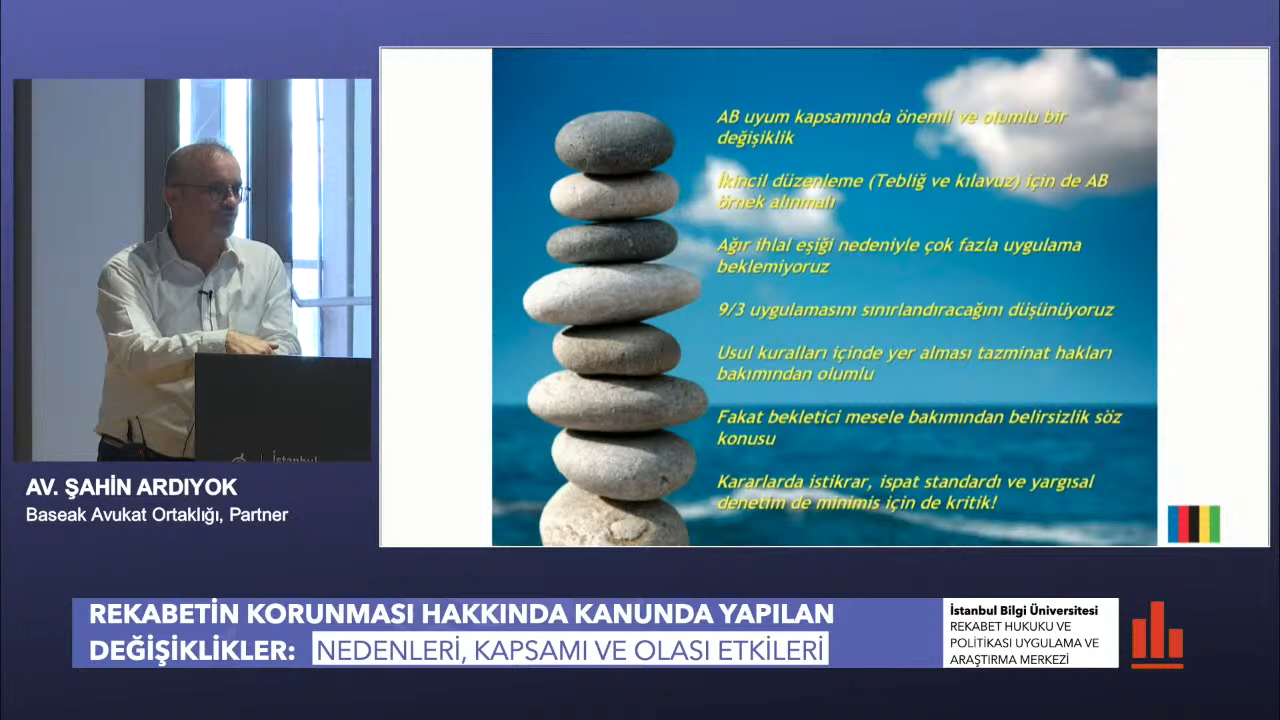 AB uyum kapsamında önemli ve olumlu bir
değişiklik
İkincil düzenleme (Tebliğ ve kılavuz) için de AB
örnek alınmalı
Ağır ihlal eşiği nedeniyle çok fazla uygulama
beklemiyoruz
9/3 uygulamasını sınırlandıracağını düşünüyoruz
Usul kuralları içinde yer alması tazminat hakları
bakımından olumlu
Fakat bekletici mesele bakımından belirsizlik söz
konusu
Kararlarda istikrar, ispat standardı ve yargısal
denetim de minimis için de kritik!
İstanbul
AV. ŞAHİN ARDIYOK
Baseak Avukat Ortaklığı, Partner
REKABETİN KORUNMASI HAKKINDA KANUNDA YAPILAN
DEĞİŞİKLİKLER: NEDENLERİ, KAPSAMI VE OLASI ETKİLERİ
İstanbul Bilgi Üniversitesi
REKABET HUKUKU VE
POLİTİKASI UYGULAMA VE
ARAŞTIRMA MERKEZİ